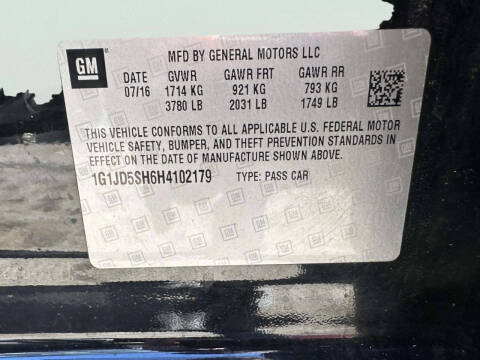 GM
MFD BY GENERAL MOTORS LLC
DATE GVWR GAWR FRT GAWR RR
07/16 1714 KG 921 KG 793 KG
3780 LB 2031 LB 1749 LB
THIS VEHICLE CONFORMS TO ALL APPLICABLE U.S. FEDERAL MOTOR
VEHICLE SAFETY, BUMPER, AND THEFT PREVENTION STANDARDS IN
EFFECT ON THE DATE OF MANUFACTURE SHOWN ABOVE.
1G1JD5SH6H4102179 TYPE: PASS CAR